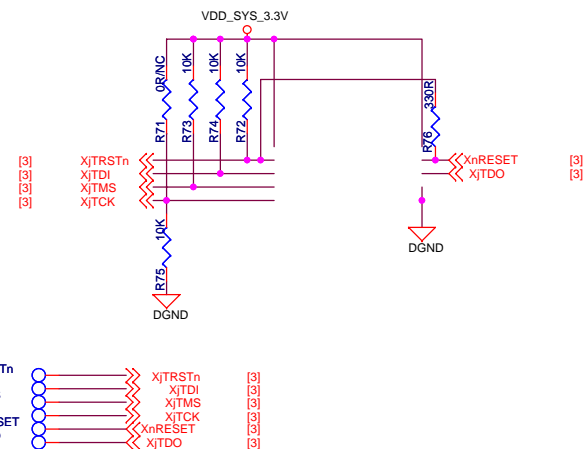 VDD_SYS_3.3V
0R/NC
10K
10K
10K
330R
R71
R73
R74
R72
R76
[3] XjTRSTn
[3] XjTDI
[3] XjTMS
[3] XjTCK
XnRESET [3]
XjTDO [3]
10K
R75
DGND
DGND
XjTRSTn [3]
XjTDI [3]
XjTMS [3]
XjTCK [3]
XnRESET [3]
XjTDO [3]
Tn
SET